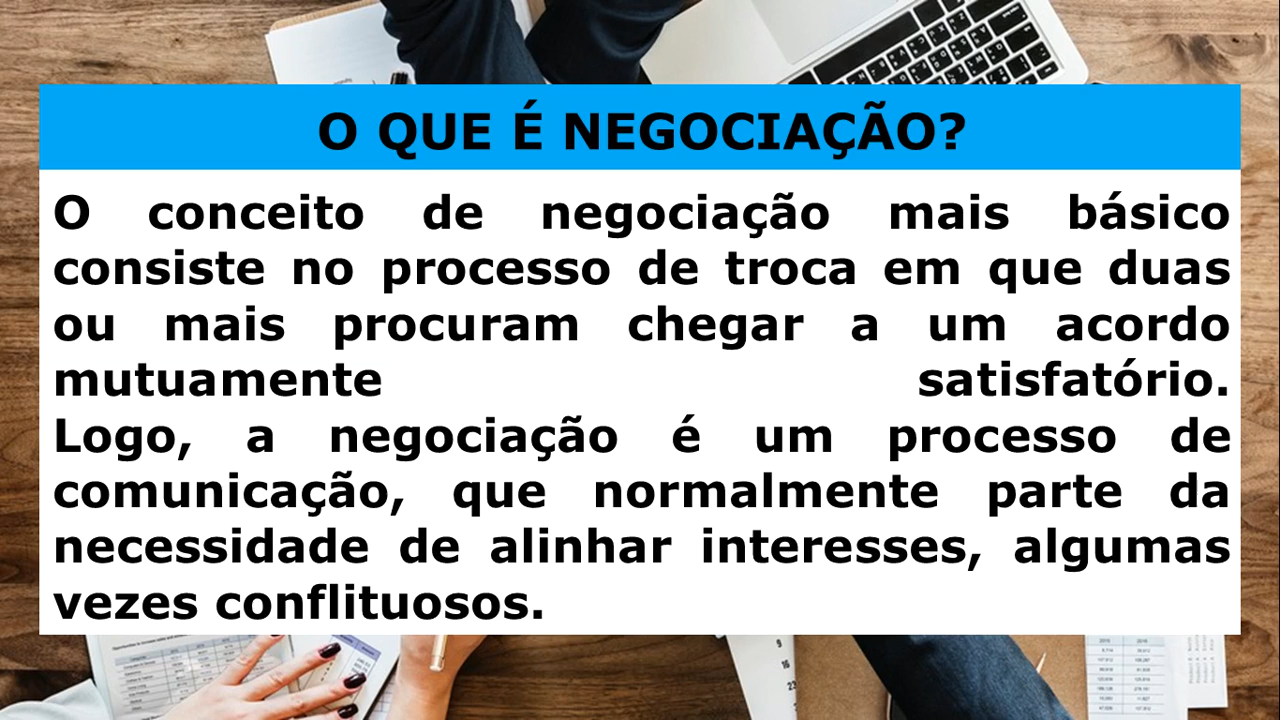 O QUE É NEGOCIAÇÃO?
O conceito de negociação mais básico
consiste no processo de troca em que duas
ou mais procuram chegar a um acordo
mutuamente satisfatório.
Logo, a negociação é um processo de
comunicação, que normalmente parte da
necessidade de alinhar interesses, algumas
vezes conflituosos.